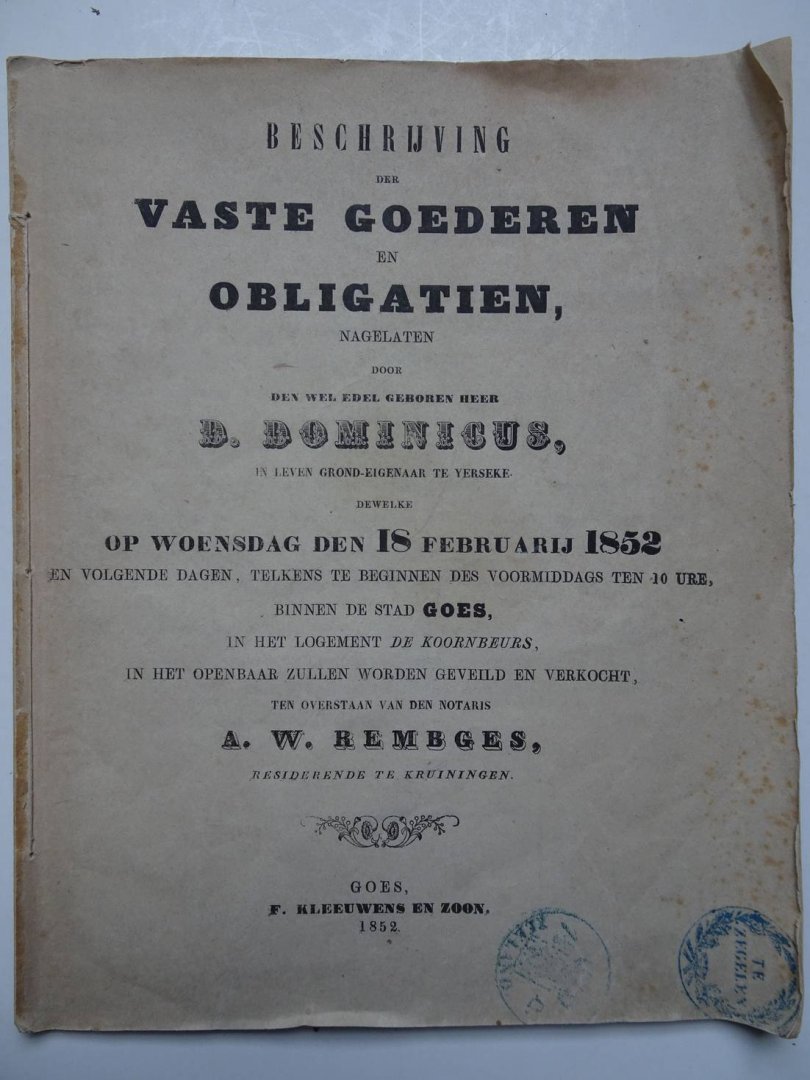 BESCHRIJVING
DER
VASTE GOEDEREN
EN
OBLIGATIEN,
NAGELATEN
DOOR
DEN WEL EDEL GEBOREN HEER
D. DOMINICUS,
IN LEVEN GROND-EIGENAAR TE YERSEKE.
DEWELKE
OP WOENSDAG DEN 18 FEBRUARIJ 1852
EN VOLGENDE DAGEN, TELKENS TE BEGINNEN DES VOORMIDDAGS TEN 10 URE,
BINNEN DE STAD GOES,
IN HET LOGEMENT DE KOORNBEURS,
IN HET OPENBAAR ZULLEN WORDEN GEVEILD EN VERKOCHT,
TEN OVERSTAAN VAN DEN NOTARIS
A. W. REMBGES,
RESIDERENDE TE KRUININGEN.
GOES,
F. KLEEUWENS EN ZOON.
1852.
TE
ZEGELEN